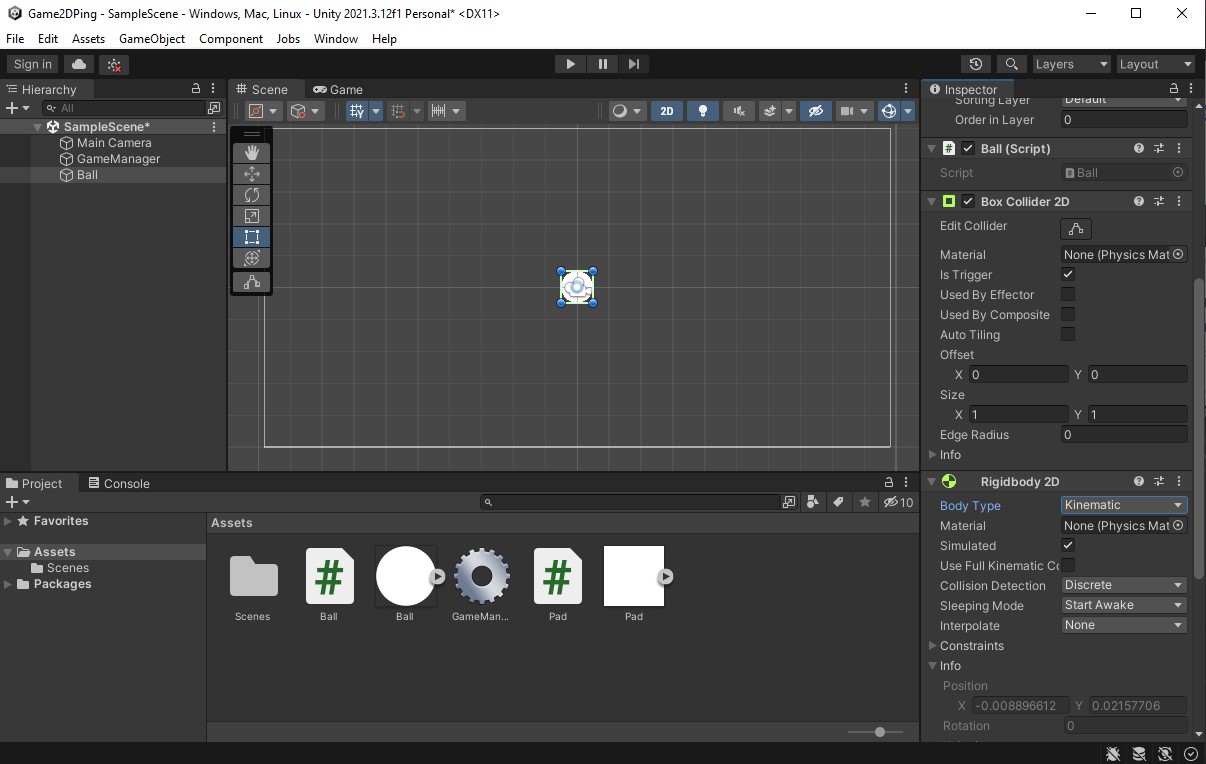 Game2DPing - SampleScene - Windows, Mac, Linux - Unity 2021.3.12f1 Personal* <DX11>
File Edit Assets GameObject Component Jobs Window Help
Sign in
Layers
Layout
Hierarchy
All
SampleScene*
Main Camera
GameManager
Ball
Scene
Game
2D
Inspector
Sorting Layer Default
Order in Layer 0
Ball (Script)
Script Ball
Box Collider 2D
Edit Collider
Material None (Physics Mat
Is Trigger
Used By Effector
Used By Composite
Auto Tiling
Offset
X 0 Y 0
Size
X 1 Y 1
Edge Radius 0
Info
Rigidbody 2D
Body Type Kinematic
Material None (Physics Mat
Simulated
Use Full Kinematic Co
Collision Detection Discrete
Sleeping Mode Start Awake
Interpolate None
Constraints
Info
Position
X -0.008896612 Y 0.02157706
Rotation 0
Project
Console
10
Favorites
Assets
Scenes
Packages
Assets
Scenes
Ball
Ball
GameMan...
Pad
Pad